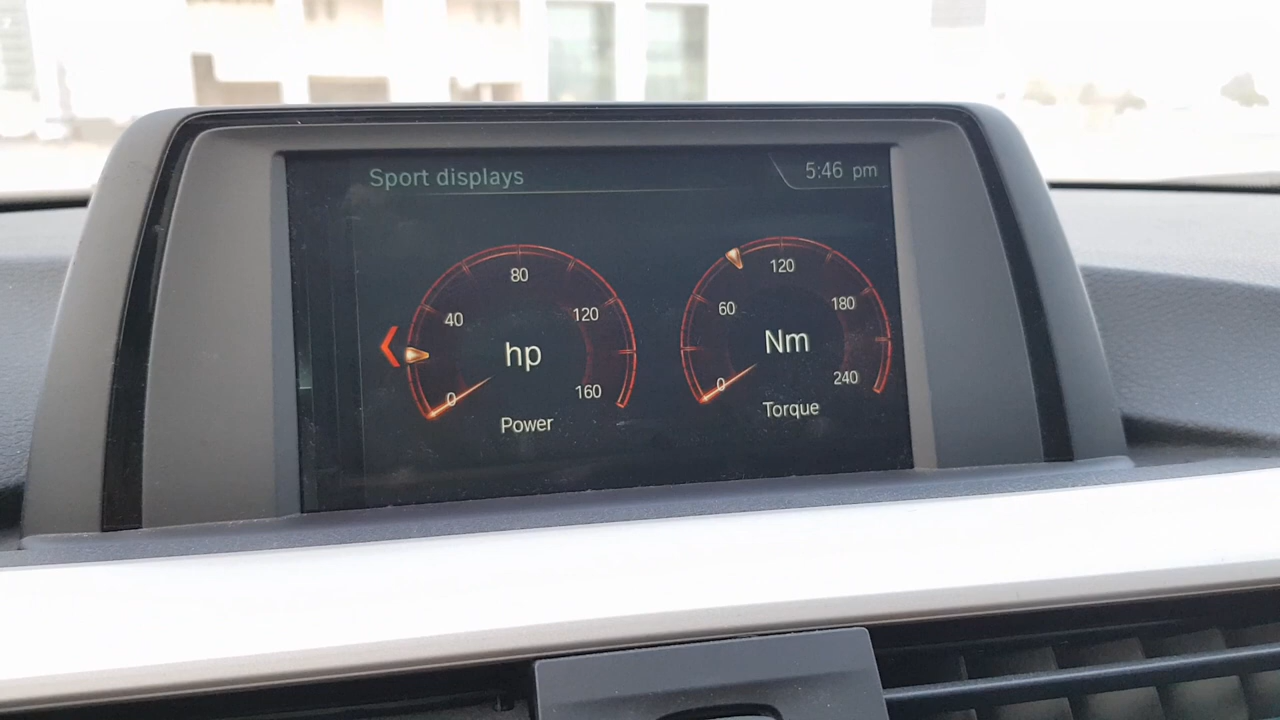 Sport displays
5:46 pm
0
40
80
120
160
hp
Power
0
60
120
180
240
Nm
Torque